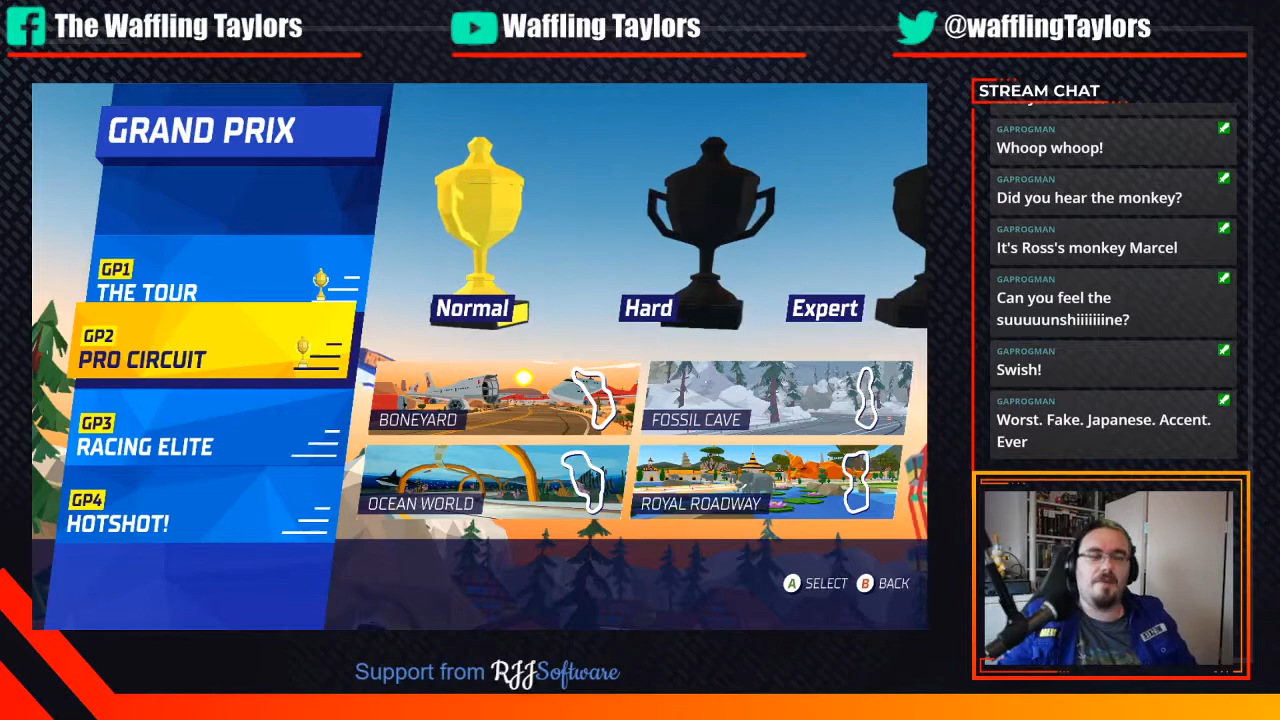 The Waffling Taylors
Waffling Taylors
@wafflingTaylors
GRAND PRIX
GP1
THE TOUR
GP2
PRO CIRCUIT
GP3
RACING ELITE
GP4
HOTSHOT!
Normal
Hard
Expert
BONEYARD
FOSSIL CAVE
OCEAN WORLD
ROYAL ROADWAY
A SELECT B BACK
STREAM CHAT
GAPROGMAN
Whoop whoop!
GAPROGMAN
Did you hear the monkey?
GAPROGMAN
It's Ross's monkey Marcel
GAPROGMAN
Can you feel the
suuuuunshiiiiiiine?
GAPROGMAN
Swish!
GAPROGMAN
Worst. Fake. Japanese. Accent.
Ever
Support from RJJ Software